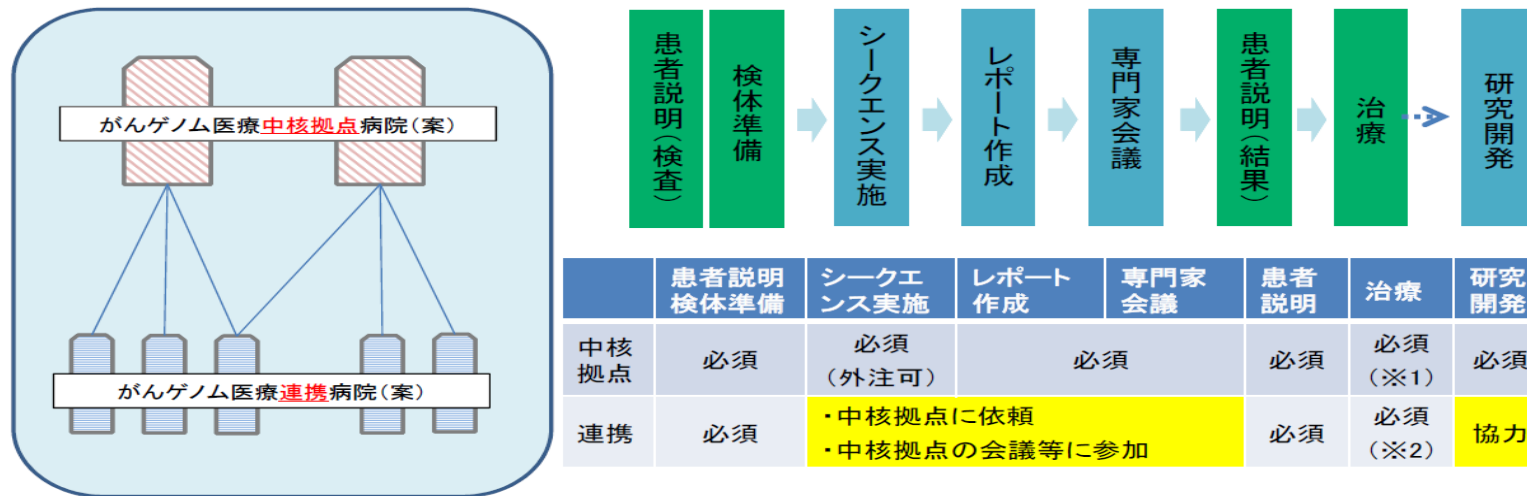 がんゲノム医療中核拠点病院(案)
がんゲノム医療連携病院(案)
患者説明(検査)
検体準備
シークエンス実施
レポート作成
専門家会議
患者説明(結果)
治療
研究開発
患者説明
検体準備
シークエ
ンス実施
レポート
作成
専門家
会議
患者
説明
治療
研究
開発
中核
拠点
必須
必須
(外注可)
必須
必須
必須
(※1)
必須
連携
必須
・中核拠点に依頼
・中核拠点の会議等に参加
必須
必須
(※2)
協力